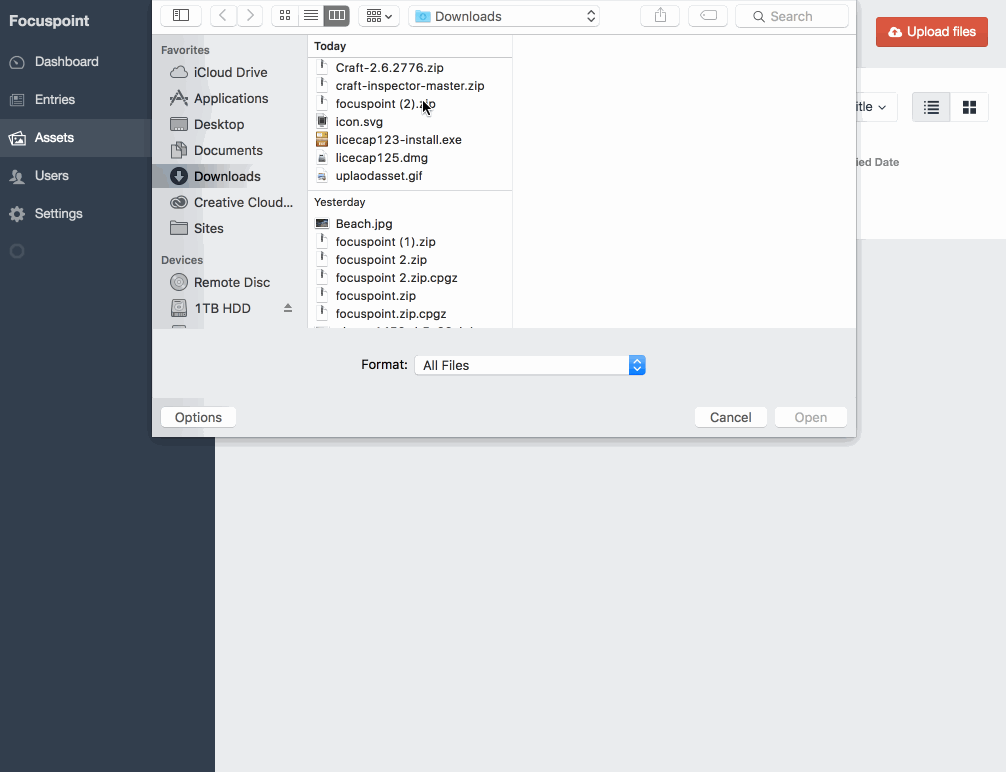 Focuspoint
Dashboard
Entries
Assets
Users
Settings
Downloads
Search
Upload files
Favorites
iCloud Drive
Applications
Desktop
Documents
Downloads
Creative Cloud...
Sites
Devices
Remote Disc
1TB HDD
Today
Craft-2.6.2776.zip
craft-inspector-master.zip
focuspoint (2).zip
icon.svg
licecap123-install.exe
licecap125.dmg
uplaodasset.gif
Yesterday
Beach.jpg
focuspoint (1).zip
focuspoint 2.zip
focuspoint 2.zip.cpgz
focuspoint.zip
focuspoint.zip.cpgz
itle
ied Date
Format: All Files
Options
Cancel
Open